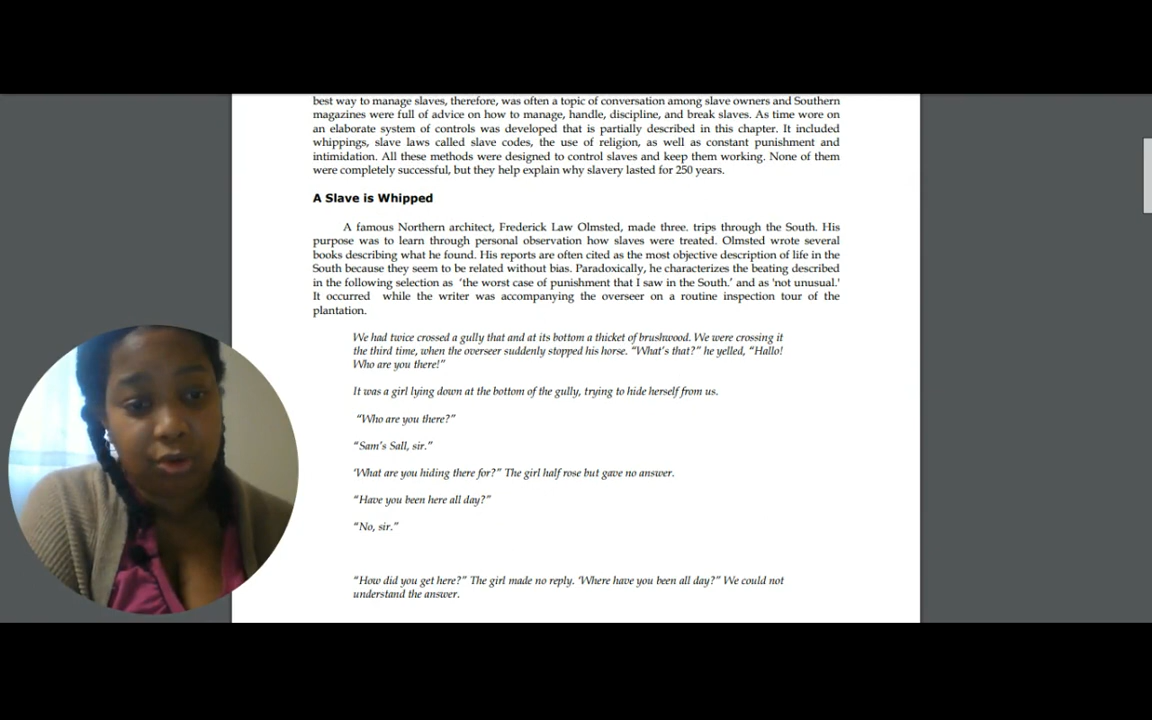 best way to manage slaves, therefore, was often a topic of conversation among slave owners and Southern
magazines were full of advice on how to manage, handle, discipline, and break slaves. As time wore on
an elaborate system of controls was developed that is partially described in this chapter. It included
whippings, slave laws called slave codes, the use of religion, as well as constant punishment and
intimidation. All these methods were designed to control slaves and keep them working. None of them
were completely successful, but they help explain why slavery lasted for 250 years.
A Slave is Whipped
A famous Northern architect, Frederick Law Olmsted, made three. trips through the South. His
purpose was to learn through personal observation how slaves were treated. Olmsted wrote several
books describing what he found. His reports are often cited as the most objective description of life in the
South because they seem to be related without bias. Paradoxically, he characterizes the beating described
in the following selection as ‘the worst case of punishment that I saw in the South.’ and as 'not unusual.'
It occurred while the writer was accompanying the overseer on a routine inspection tour of the
plantation.
We had twice crossed a gully that and at its bottom a thicket of brushwood. We were crossing it
the third time, when the overseer suddenly stopped his horse. “What’s that?” he yelled, “Hallo!
Who are you there!”
It was a girl lying down at the bottom of the gully, trying to hide herself from us.
“Who are you there?”
“Sam’s Sall, sir.”
‘What are you hiding there for?” The girl half rose but gave no answer.
“Have you been here all day?”
“No, sir.”
“How did you get here?” The girl made no reply. ‘Where have you been all day?” We could not
understand the answer.